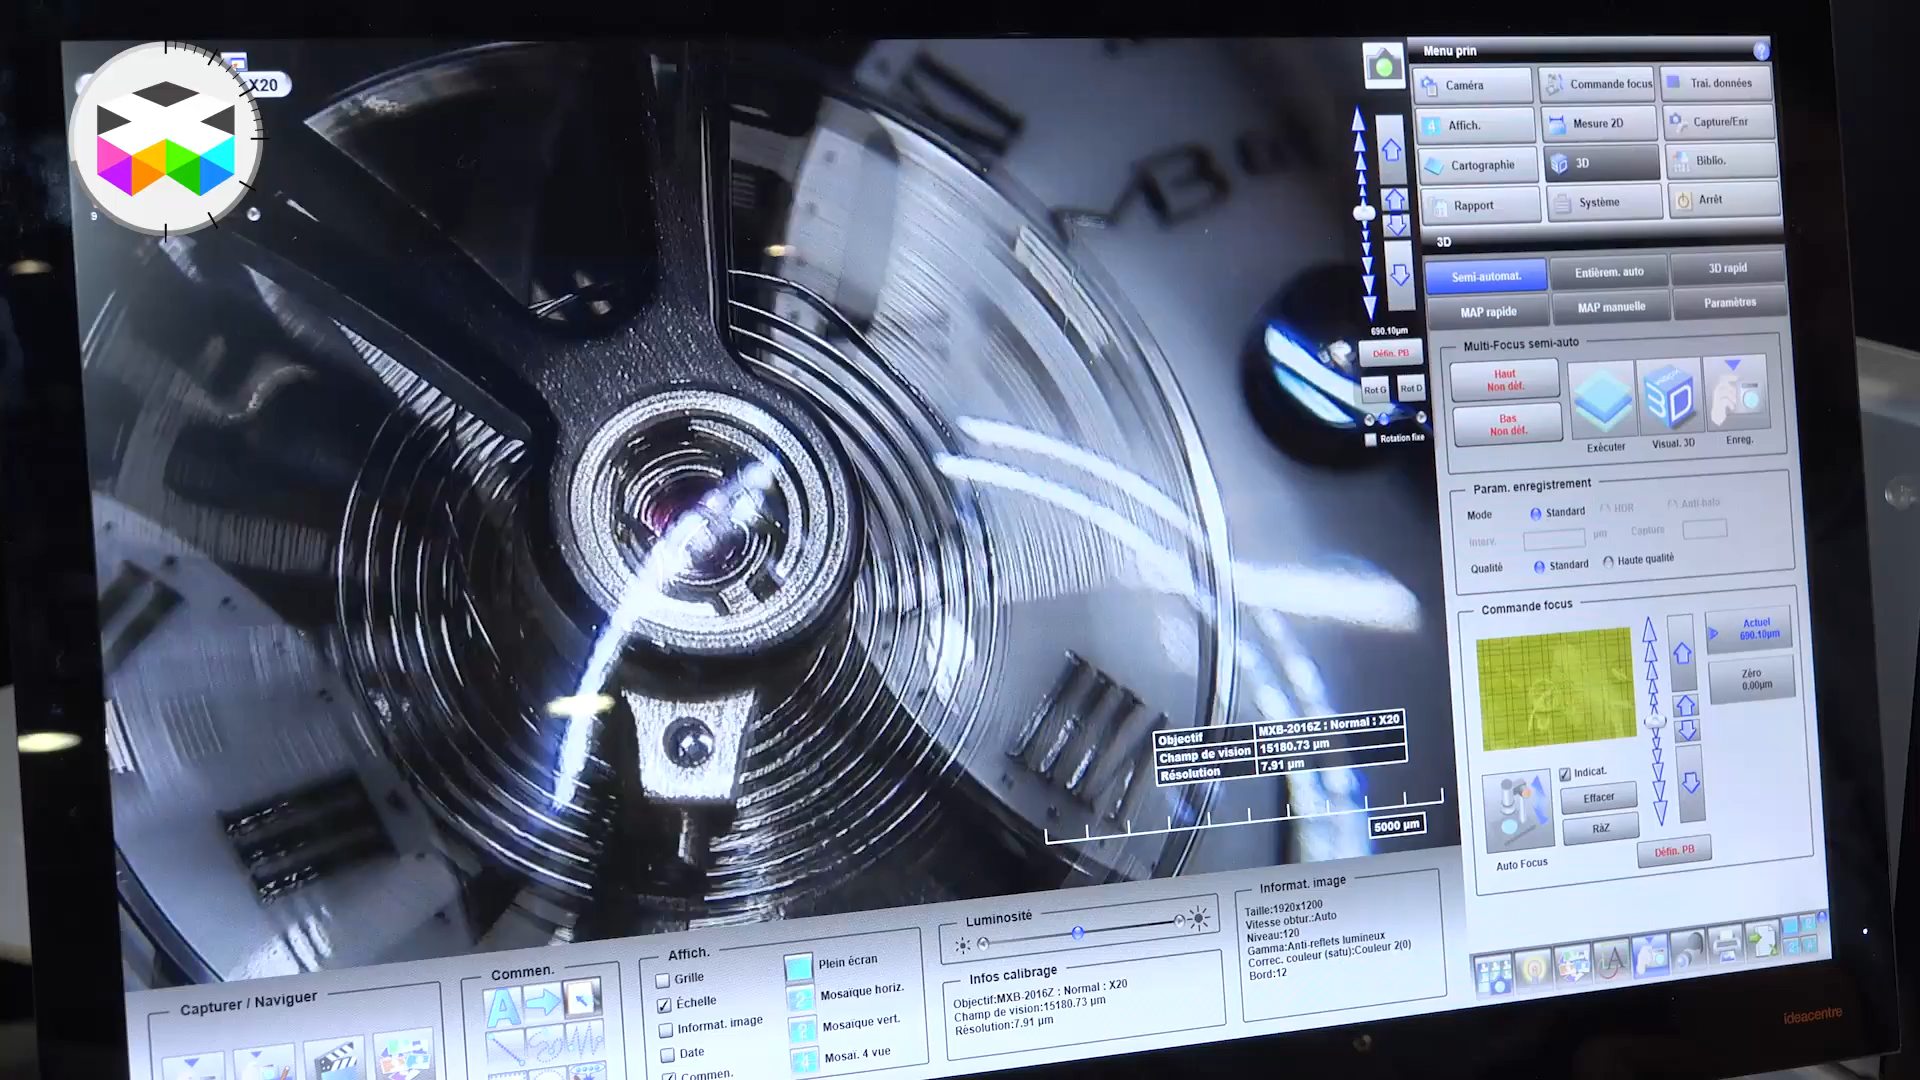 X20
Menu prin
Caméra
Commande focus
Trai. données
Affich.
Mesure 2D
Capture/Enr
Cartographie
3D
Biblio.
Rapport
Système
Arrêt
3D
Semi-automat.
Entièrem. auto
3D rapid
MAP rapide
MAP manuelle
Paramètres
690.10µm
Défin. PB
Rot G
Rot D
Rotation fixe
Multi-Focus semi-auto
Haut
Non déf.
Bas
Non déf.
Exécuter
Visual. 3D
Enreg.
Param. enregistrement
Mode
Standard
HDR
Anti-halo
Interv.
µm
Capture
Qualité
Standard
Haute qualité
Commande focus
Actuel
690.10µm
Zéro
0.00µm
Indicat.
Effacer
RàZ
Auto Focus
Défin. PB
Objectif MXB-2016Z : Normal : X20
Champ de vision 15180.73 µm
Résolution 7.91 µm
5000 µm
Capturer / Naviguer
Commen.
Affich.
Grille
Échelle
Informat. image
Date
Commen.
Plein écran
Mosaïque horiz.
Mosaïque vert.
Mosaï. 4 vue
Luminosité
Infos calibrage
Objectif:MXB-2016Z : Normal : X20
Champ de vision:15180.73 µm
Résolution:7.91 µm
Informat. image
Taille:1920x1200
Vitesse obtur.:Auto
Niveau:120
Gamma:Anti-reflets lumineux
Correc. couleur (satu):Couleur 2(0)
Bord:12
ideacentre